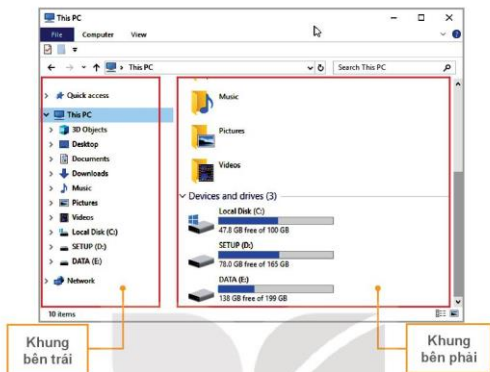 This PC
File Computer View
This PC
Search This PC
Quick access
This PC
3D Objects
Desktop
Documents
Downloads
Music
Pictures
Videos
Local Disk (C:)
SETUP (D:)
DATA (E:)
Network
Music
Pictures
Videos
Devices and drives (3)
Local Disk (C:)
47.8 GB free of 100 GB
SETUP (D:)
78.0 GB free of 165 GB
DATA (E:)
138 GB free of 199 GB
10 items
Khung
bên trái
Khung
bên phải